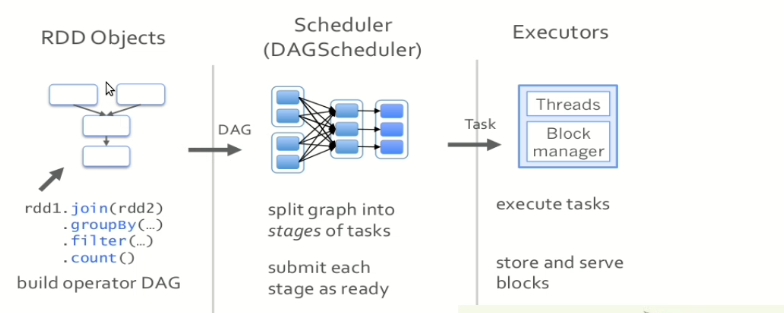 RDD Objects
rdd1.join(rdd2)
.groupBy(…)
.filter(…)
.count()
build operator DAG
DAG
Scheduler
(DAGScheduler)
split graph into
stages of tasks
submit each
stage as ready
Task
Executors
Threads
Block
manager
execute tasks
store and serve
blocks